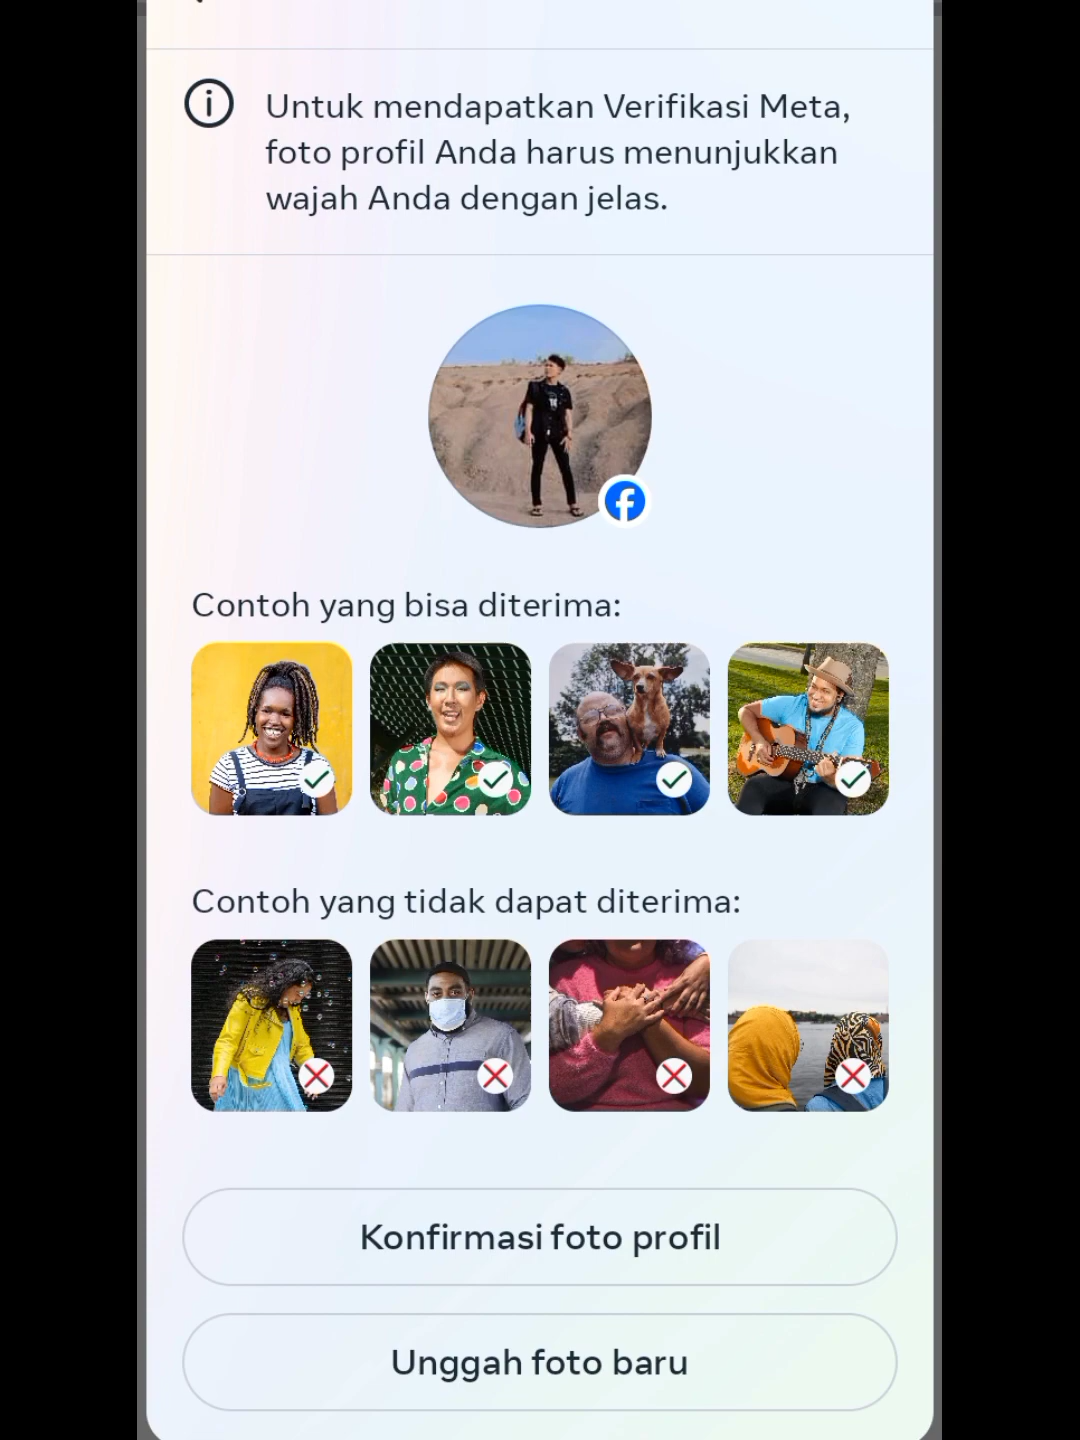 Untuk mendapatkan Verifikasi Meta,
foto profil Anda harus menunjukkan
wajah Anda dengan jelas.
Contoh yang bisa diterima:
Contoh yang tidak dapat diterima:
Konfirmasi foto profil
Unggah foto baru